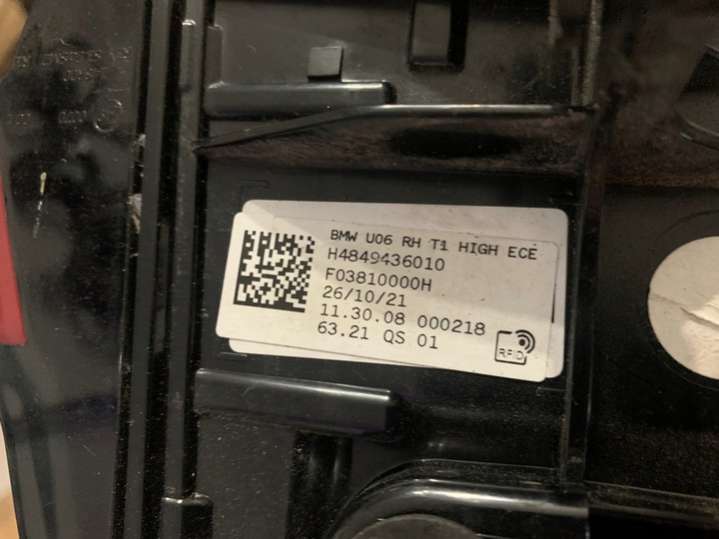 BMW U06 RH T1 HIGH ECE
H4849436010
F03810000H
26/10/21
11.30.08 000218
63.21 QS 01
RFID